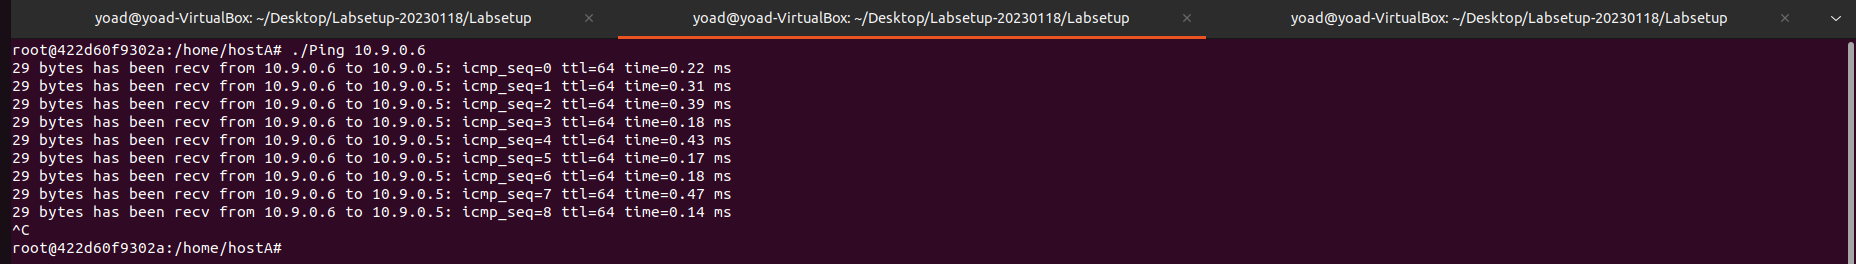 yoad@yoad-VirtualBox: ~/Desktop/Labsetup-20230118/Labsetup × yoad@yoad-VirtualBox: ~/Desktop/Labsetup-20230118/Labsetup × yoad@yoad-VirtualBox: ~/Desktop/Labsetup-20230118/Labsetup ×
root@422d60f9302a:/home/hostA# ./Ping 10.9.0.6
29 bytes has been recv from 10.9.0.6 to 10.9.0.5: icmp_seq=0 ttl=64 time=0.22 ms
29 bytes has been recv from 10.9.0.6 to 10.9.0.5: icmp_seq=1 ttl=64 time=0.31 ms
29 bytes has been recv from 10.9.0.6 to 10.9.0.5: icmp_seq=2 ttl=64 time=0.39 ms
29 bytes has been recv from 10.9.0.6 to 10.9.0.5: icmp_seq=3 ttl=64 time=0.18 ms
29 bytes has been recv from 10.9.0.6 to 10.9.0.5: icmp_seq=4 ttl=64 time=0.43 ms
29 bytes has been recv from 10.9.0.6 to 10.9.0.5: icmp_seq=5 ttl=64 time=0.17 ms
29 bytes has been recv from 10.9.0.6 to 10.9.0.5: icmp_seq=6 ttl=64 time=0.18 ms
29 bytes has been recv from 10.9.0.6 to 10.9.0.5: icmp_seq=7 ttl=64 time=0.47 ms
29 bytes has been recv from 10.9.0.6 to 10.9.0.5: icmp_seq=8 ttl=64 time=0.14 ms
^C
root@422d60f9302a:/home/hostA#